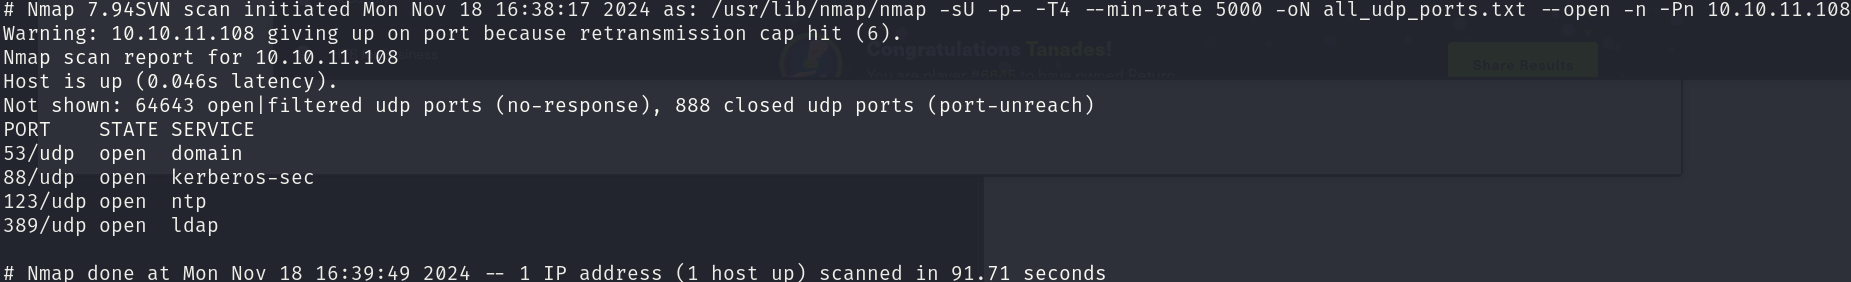 # Nmap 7.94SVN scan initiated Mon Nov 18 16:38:17 2024 as: /usr/lib/nmap/nmap -sU -p- -T4 --min-rate 5000 -oN all_udp_ports.txt --open -n -Pn 10.10.11.108
Warning: 10.10.11.108 giving up on port because retransmission cap hit (6).
Congratulations Tanades!
Nmap scan report for 10.10.11.108
Share Results
Host is up (0.046s latency).
Not shown: 64643 open|filtered udp ports (no-response), 888 closed udp ports (port-unreach)
PORT    STATE SERVICE
53/udp  open  domain
88/udp  open  kerberos-sec
123/udp open  ntp
389/udp open  ldap
# Nmap done at Mon Nov 18 16:39:49 2024 -- 1 IP address (1 host up) scanned in 91.71 seconds